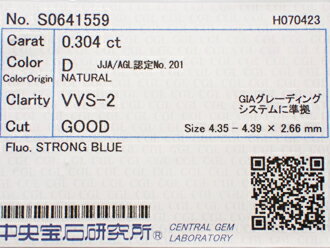 No. S0641559 H070423
Carat 0.304 ct
Color D JJA/AGL認定No.201
ColorOrigin NATURAL
Clarity VVS-2 GIAグレーディング
システムに準拠
Cut GOOD Size 4.35 - 4.39 × 2.66 mm
Fluo. STRONG BLUE
中央宝石研究所® CENTRAL GEM
LABORATORY